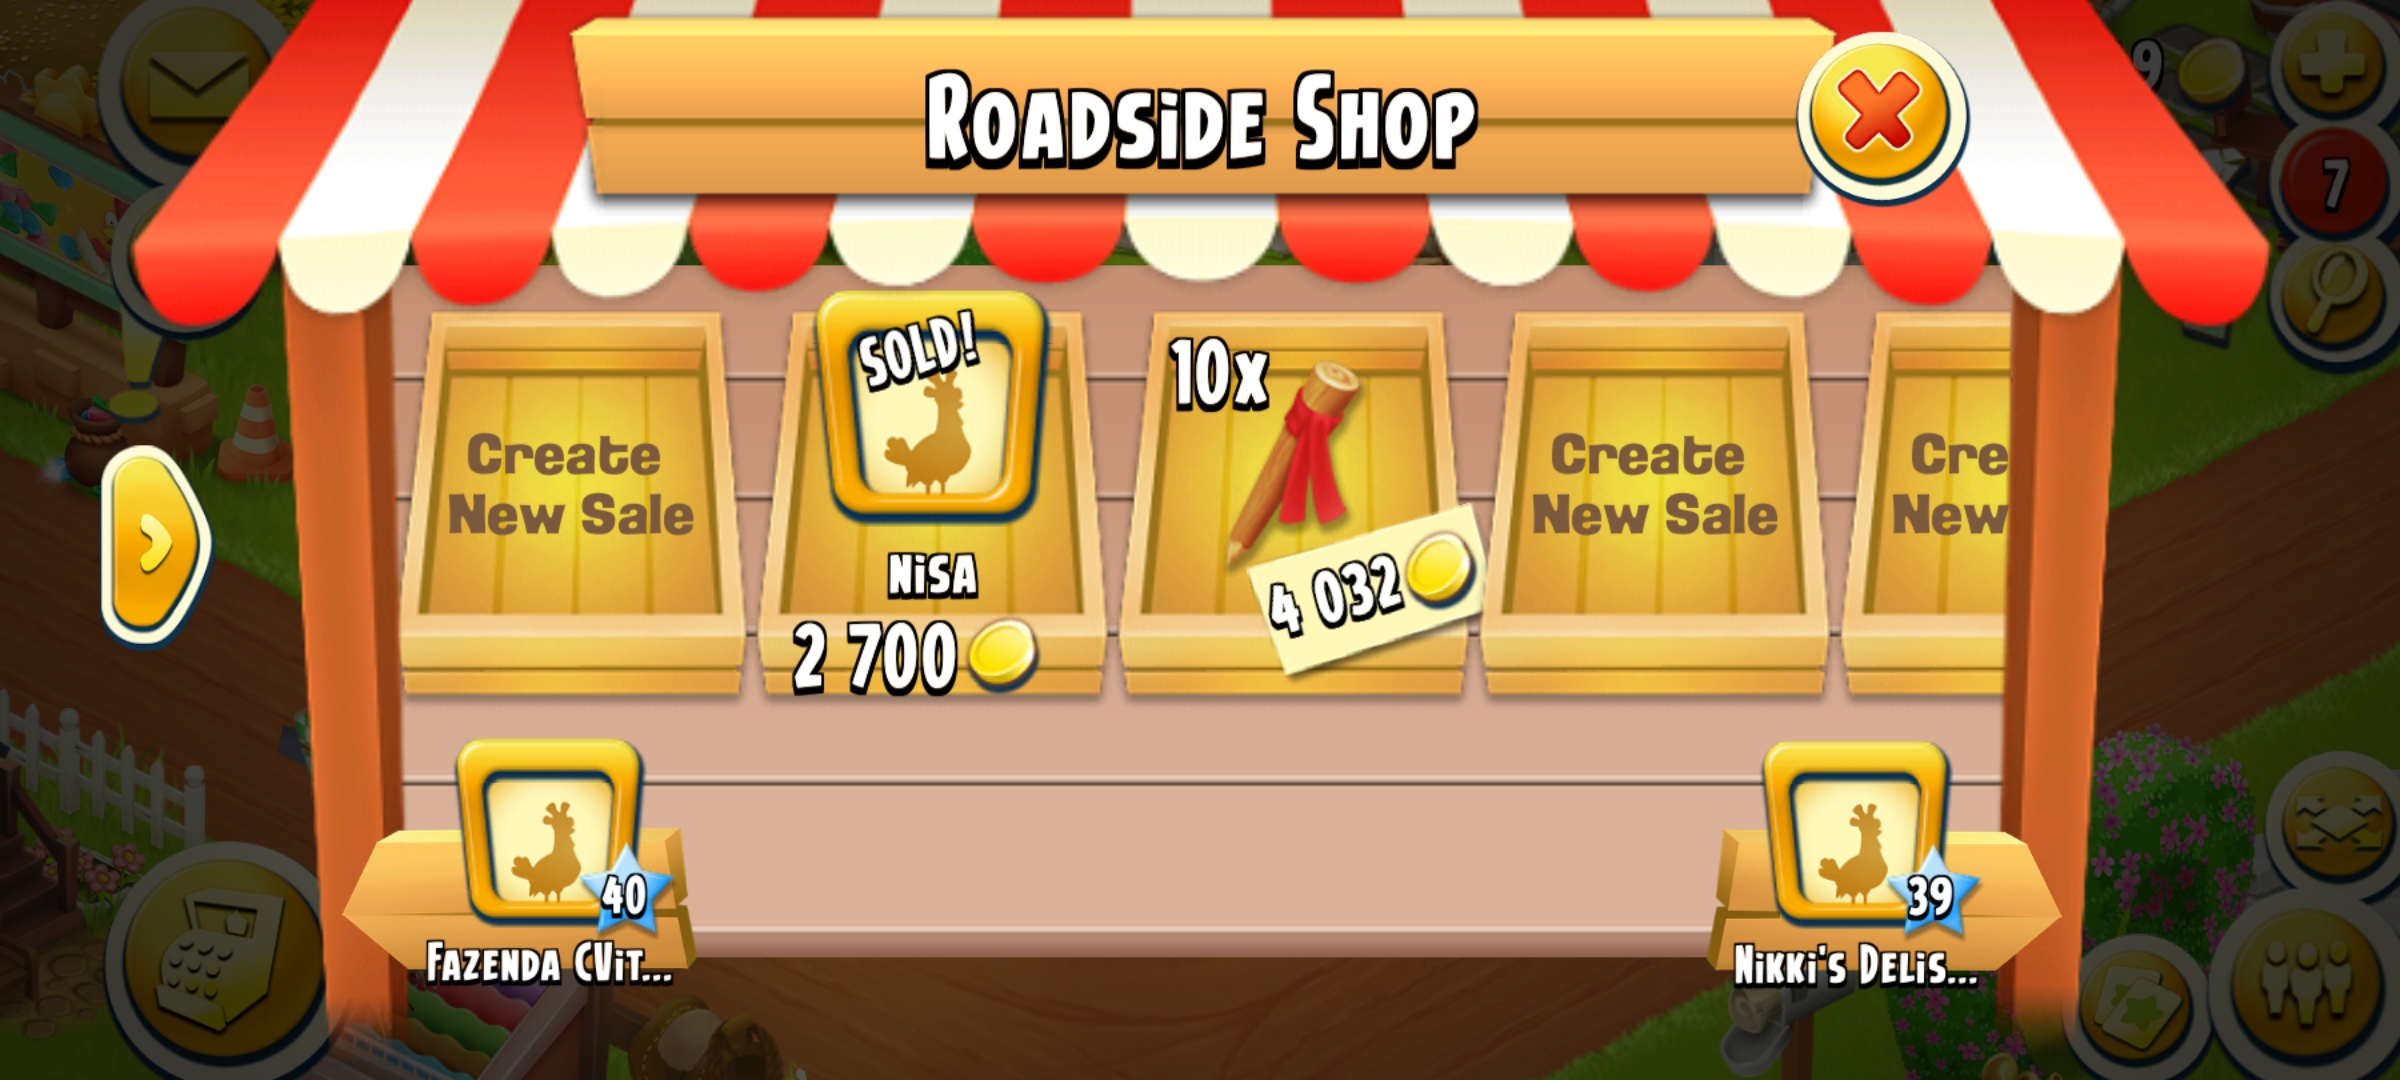 Roadside Shop
9
7
Create
New Sale
SOLD!
NiSA
2 700
10x
4 032
Create
New Sale
Cre
New
40
Fazenda CVit...
39
Nikki's Delis...